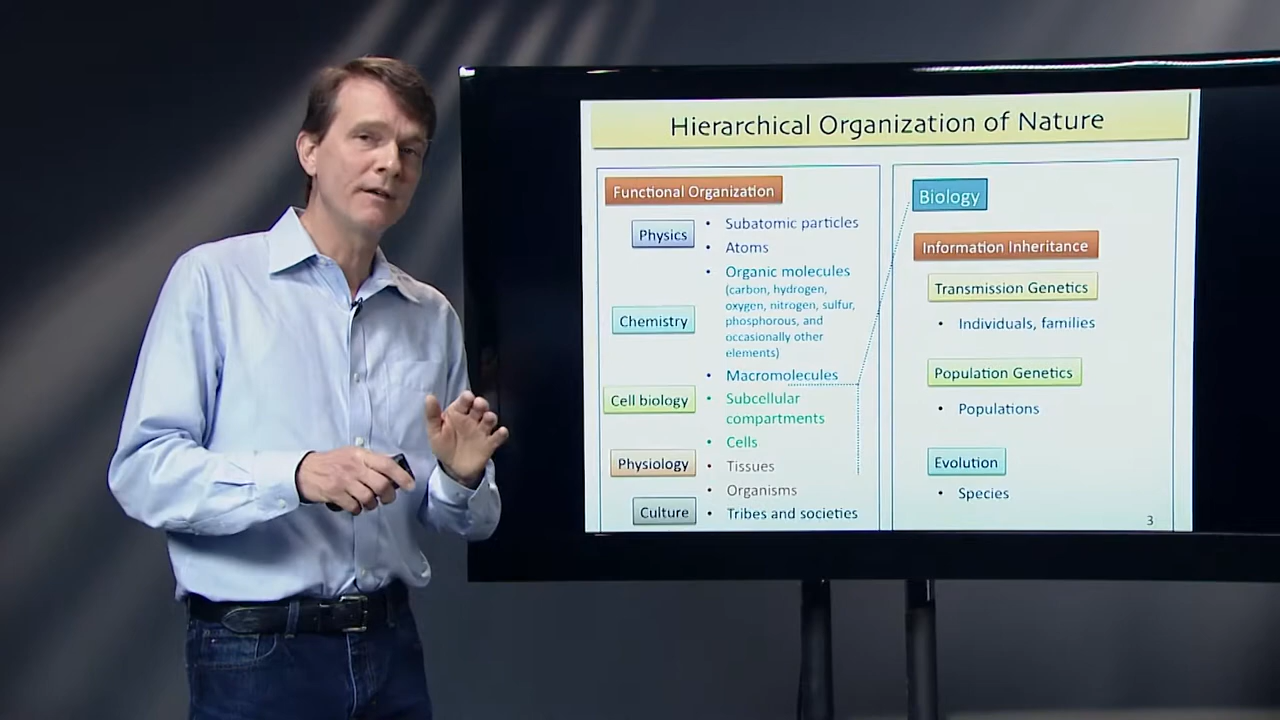 Hierarchical Organization of Nature
Functional Organization
Physics
• Subatomic particles
• Atoms
Chemistry
• Organic molecules
(carbon, hydrogen,
oxygen, nitrogen, sulfur,
phosphorous, and
occasionally other
elements)
• Macromolecules
Cell biology
• Subcellular
compartments
• Cells
Physiology
• Tissues
• Organisms
Culture
• Tribes and societies
Biology
Information Inheritance
Transmission Genetics
• Individuals, families
Population Genetics
• Populations
Evolution
• Species
3